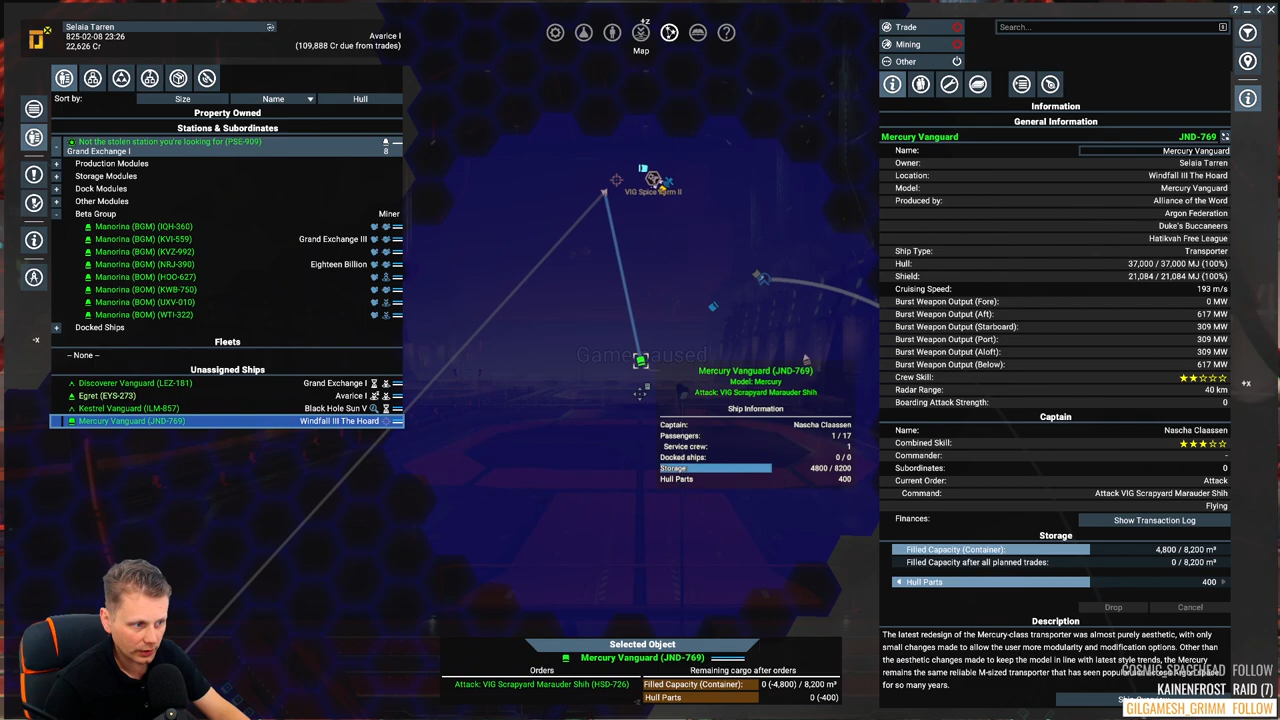 Selaia Tarren
825-02-08 23:26
22,626 Cr
Avarice I
(109,888 Cr due from trades)
Sort by:
Size
Name
Hull
Property Owned
Stations & Subordinates
Not the stolen station you're looking for (PSE-909)
Grand Exchange I
8
Production Modules
Storage Modules
Dock Modules
Other Modules
Beta Group
Miner
Manorina (BGM) (IQH-360)
Manorina (BGM) (KVI-559)
Grand Exchange III
Manorina (BGM) (KVZ-992)
Manorina (BGM) (NRJ-390)
Eighteen Billion
Manorina (BOM) (HOO-627)
Manorina (BOM) (KWB-750)
Manorina (BOM) (UXV-010)
Manorina (BOM) (WTI-322)
Docked Ships
Fleets
-- None --
Unassigned Ships
Discoverer Vanguard (LEZ-181)
Grand Exchange I
Egret (EYS-273)
Avarice I
Kestrel Vanguard (ILM-857)
Black Hole Sun V
Mercury Vanguard (JND-769)
Windfall III The Hoard
-X
+Z
Map
VIG Spice Farm II
Game Paused
Mercury Vanguard (JND-769)
Model: Mercury
Attack: VIG Scrapyard Marauder Shih
Ship Information
Captain:
Nascha Claassen
Passengers:
1 / 17
Service crew:
1
Docked ships:
0 / 0
Storage
4800 / 8200
Hull Parts
400
Selected Object
Mercury Vanguard (JND-769)
Orders
Remaining cargo after orders
Attack: VIG Scrapyard Marauder Shih (HSD-726)
Filled Capacity (Container):
0 (-4,800) / 8,200 m³
Hull Parts
0 (-400)
-Z
+X
Trade
Mining
Other
Search...
Information
General Information
Mercury Vanguard
JND-769
Name:
Mercury Vanguard
Owner:
Selaia Tarren
Location:
Windfall III The Hoard
Model:
Mercury Vanguard
Produced by:
Alliance of the Word
Argon Federation
Duke's Buccaneers
Hatikvah Free League
Ship Type:
Transporter
Hull:
37,000 / 37,000 MJ (100%)
Shield:
21,084 / 21,084 MJ (100%)
Cruising Speed:
193 m/s
Burst Weapon Output (Fore):
0 MW
Burst Weapon Output (Aft):
617 MW
Burst Weapon Output (Starboard):
309 MW
Burst Weapon Output (Port):
309 MW
Burst Weapon Output (Aloft):
309 MW
Burst Weapon Output (Below):
617 MW
Crew Skill:
Radar Range:
40 km
Boarding Attack Strength:
0
Captain
Name:
Nascha Claassen
Combined Skill:
Commander:
-
Subordinates:
0
Current Order:
Attack
Command:
Attack VIG Scrapyard Marauder Shih
Flying
Finances:
Show Transaction Log
Storage
Filled Capacity (Container):
4,800 / 8,200 m³
Filled Capacity after all planned trades:
0 / 8,200 m³
Hull Parts
400
Drop
Cancel
Description
The latest redesign of the Mercury-class transporter was almost purely aesthetic, with only
small changes made to allow the user more modularity and modification options. Other
than the aesthetic changes made to keep the model in line with latest style trends, the Mercury
remains the same reliable M-sized transporter that has seen
for so many years.
COSMIC_SPACEHEAD FOLLOW
KAINENFROST RAID (7)
GILGAMESH_GRIMM FOLLOW